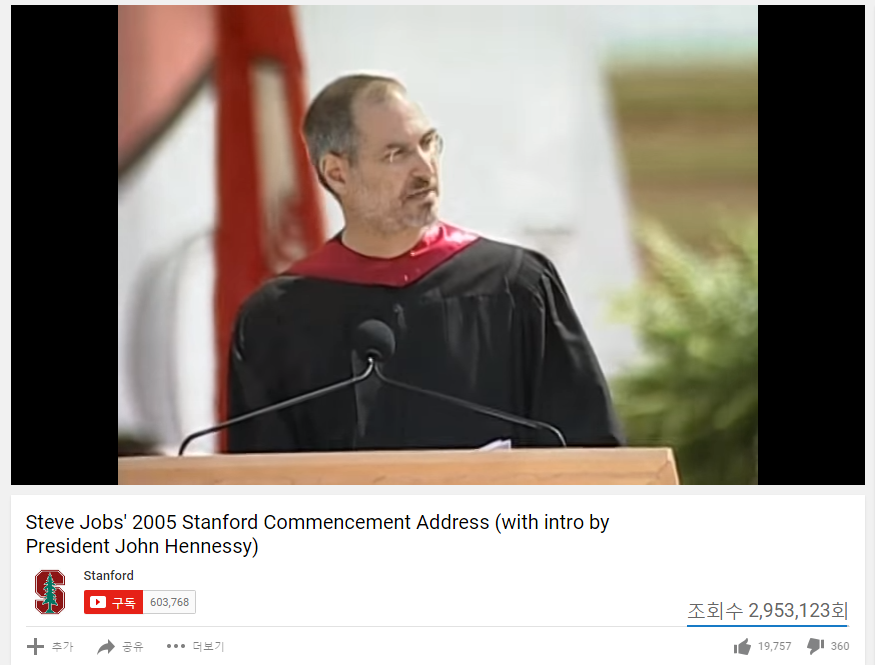 Steve Jobs' 2005 Stanford Commencement Address (with intro by
President John Hennessy)
Stanford
구독 603,768
조회수 2,953,123회
추가 공유 더보기 19,757 360